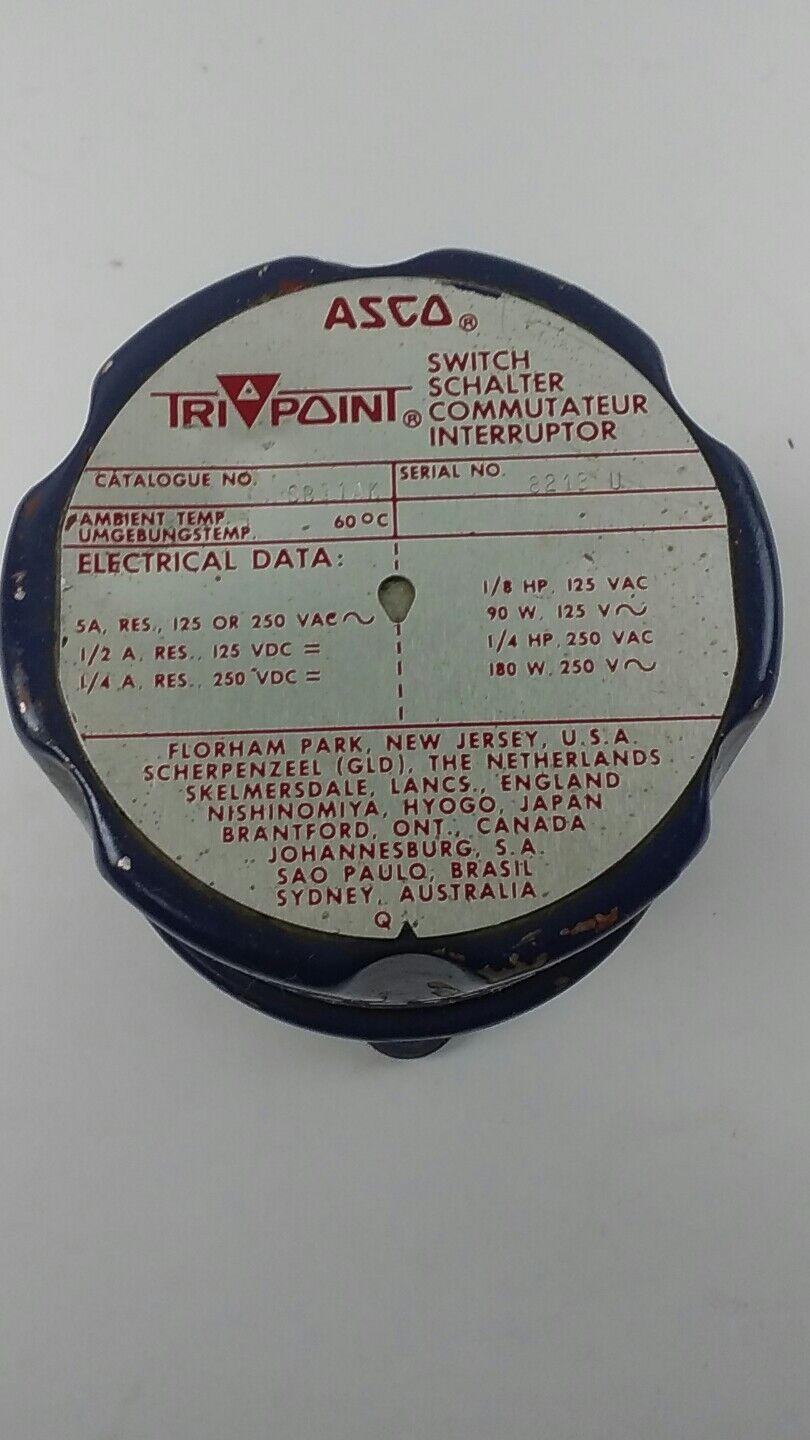 ASCO®
TRIPOINT®
SWITCH
SCHALTER
COMMUTATEUR
INTERRUPTOR
CATALOGUE NO. SB11AK
SERIAL NO. 8213 U
AMBIENT TEMP. 60°C
UMGEBUNGSTEMP.
ELECTRICAL DATA:
5A, RES., 125 OR 250 VAC ~
1/2 A, RES., 125 VDC =
1/4 A, RES., 250 VDC =
1/8 HP, 125 VAC
90 W, 125 V ~
1/4 HP, 250 VAC
180 W, 250 V ~
FLORHAM PARK, NEW JERSEY, U.S.A.
SCHERPENZEEL (GLD), THE NETHERLANDS
SKELMERSDALE, LANCS., ENGLAND
NISHINOMIYA, HYOGO, JAPAN
BRANTFORD, ONT., CANADA
JOHANNESBURG, S.A.
SAO PAULO, BRASIL
SYDNEY, AUSTRALIA
Q